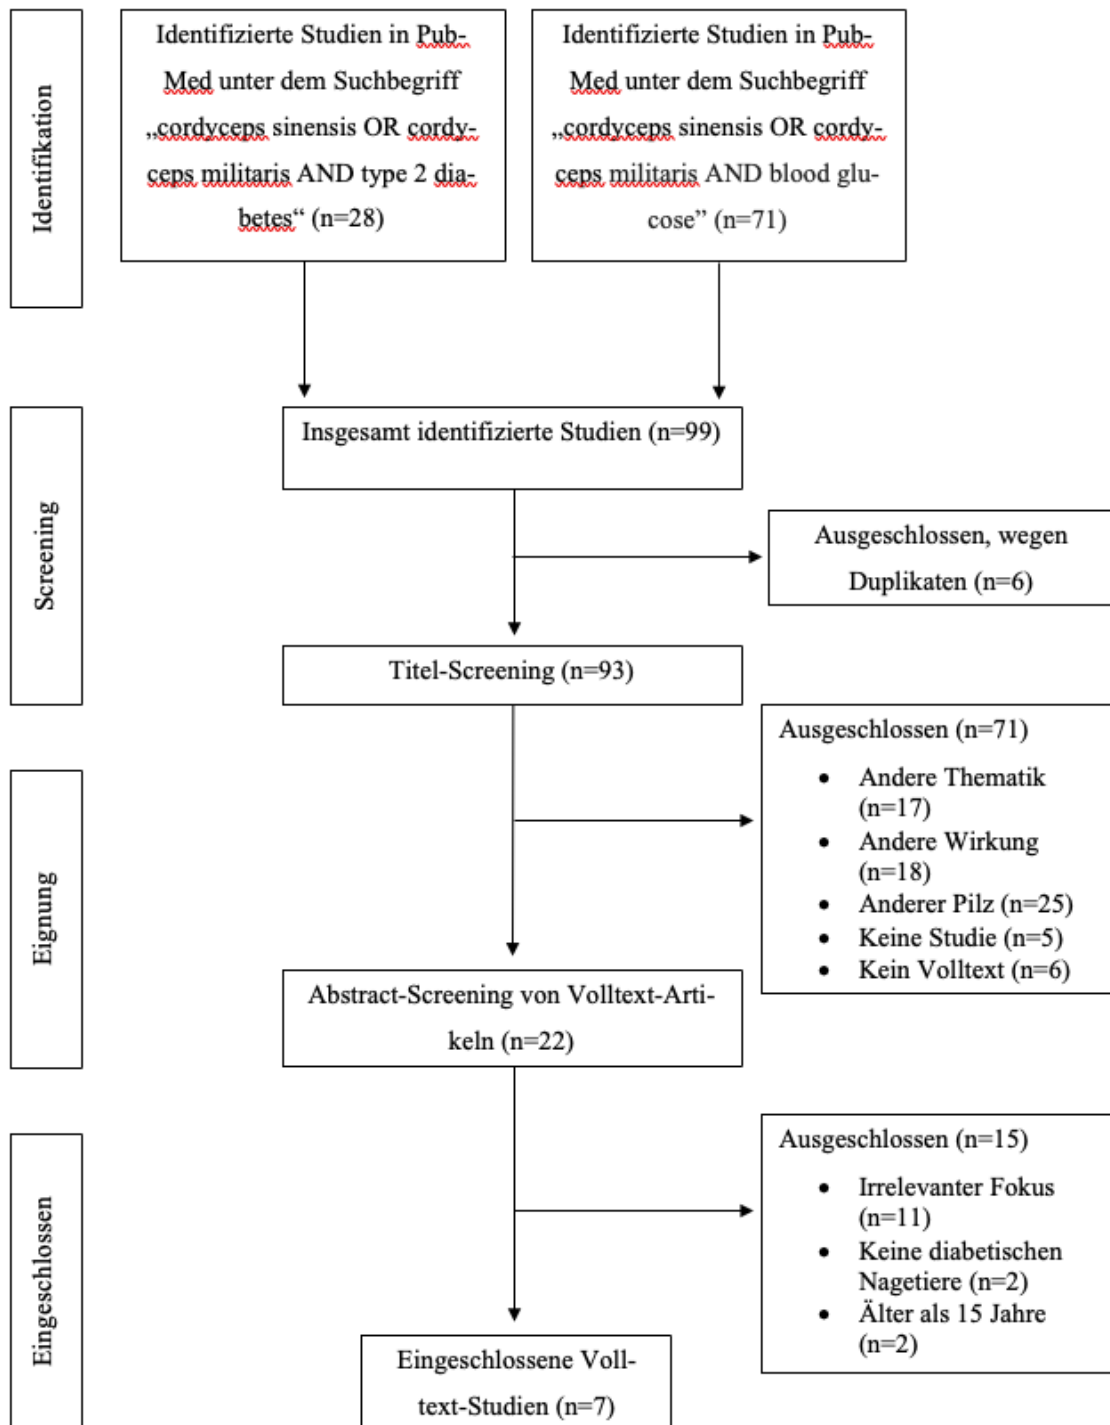 Identifikation
Identifizierte Studien in Pub-
Med unter dem Suchbegriff
„cordyceps sinensis OR cordy-
ceps militaris AND type 2 dia-
betes“ (n=28)
Identifizierte Studien in Pub-
Med unter dem Suchbegriff
„cordyceps sinensis OR cordy-
ceps militaris AND blood glu-
cose” (n=71)
Screening
Insgesamt identifizierte Studien (n=99)
Ausgeschlossen, wegen
Duplikaten (n=6)
Titel-Screening (n=93)
Eignung
Ausgeschlossen (n=71)
• Andere Thematik
(n=17)
• Andere Wirkung
(n=18)
• Anderer Pilz (n=25)
• Keine Studie (n=5)
• Kein Volltext (n=6)
Abstract-Screening von Volltext-Arti-
keln (n=22)
Eingeschlossen
Ausgeschlossen (n=15)
• Irrelevanter Fokus
(n=11)
• Keine diabetischen
Nagetiere (n=2)
• Älter als 15 Jahre
(n=2)
Eingeschlossene Voll-
text-Studien (n=7)